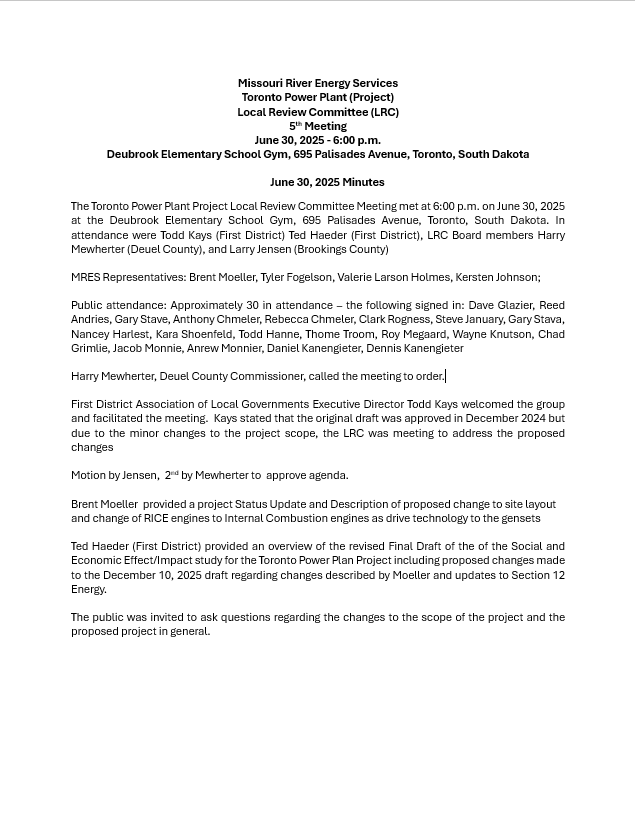 Missouri River Energy Services
Toronto Power Plant (Project)
Local Review Committee (LRC)
5th Meeting
June 30, 2025 - 6:00 p.m.
Deubrook Elementary School Gym, 695 Palisades Avenue, Toronto, South Dakota
June 30, 2025 Minutes
The Toronto Power Plant Project Local Review Committee Meeting met at 6:00 p.m. on June 30, 2025
at the Deubrook Elementary School Gym, 695 Palisades Avenue, Toronto, South Dakota. In
attendance were Todd Kays (First District) Ted Haeder (First District), LRC Board members Harry
Mewherter (Deuel County), and Larry Jensen (Brookings County)
MRES Representatives: Brent Moeller, Tyler Fogelson, Valerie Larson Holmes, Kersten Johnson;
Public attendance: Approximately 30 in attendance – the following signed in: Dave Glazier, Reed
Andries, Gary Stave, Anthony Chmeler, Rebecca Chmeler, Clark Rogness, Steve January, Gary Stava,
Nancey Harlest, Kara Shoenfeld, Todd Hanne, Thome Troom, Roy Megaard, Wayne Knutson, Chad
Grimlie, Jacob Monnie, Anrew Monnier, Daniel Kanengieter, Dennis Kanengieter
Harry Mewherter, Deuel County Commissioner, called the meeting to order.
First District Association of Local Governments Executive Director Todd Kays welcomed the group
and facilitated the meeting. Kays stated that the original draft was approved in December 2024 but
due to the minor changes to the project scope, the LRC was meeting to address the proposed
changes
Motion by Jensen, 2nd by Mewherter to approve agenda.
Brent Moeller provided a project Status Update and Description of proposed change to site layout
and change of RICE engines to Internal Combustion engines as drive technology to the gensets
Ted Haeder (First District) provided an overview of the revised Final Draft of the of the Social and
Economic Effect/Impact study for the Toronto Power Plan Project including proposed changes made
to the December 10, 2025 draft regarding changes described by Moeller and updates to Section 12
Energy.
The public was invited to ask questions regarding the changes to the scope of the project and the
proposed project in general.